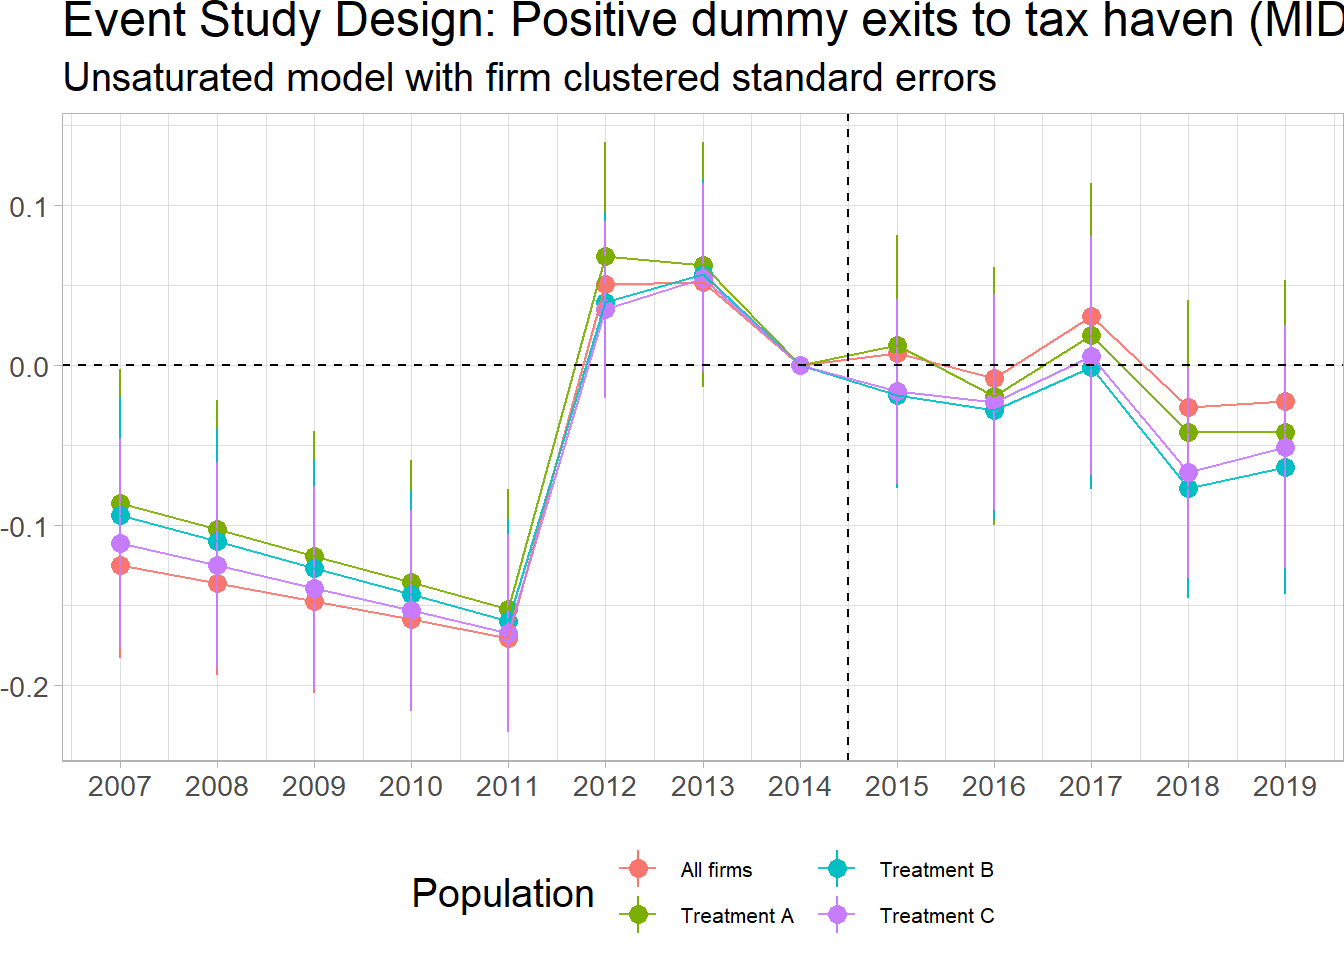 Event Study Design: Positive dummy exits to tax haven (MID
Unsaturated model with firm clustered standard errors
0.1
0.0
-0.1
-0.2
2007 2008 2009 2010 2011 2012 2013 2014 2015 2016 2017 2018 2019
Population
All firms
Treatment A
Treatment B
Treatment C